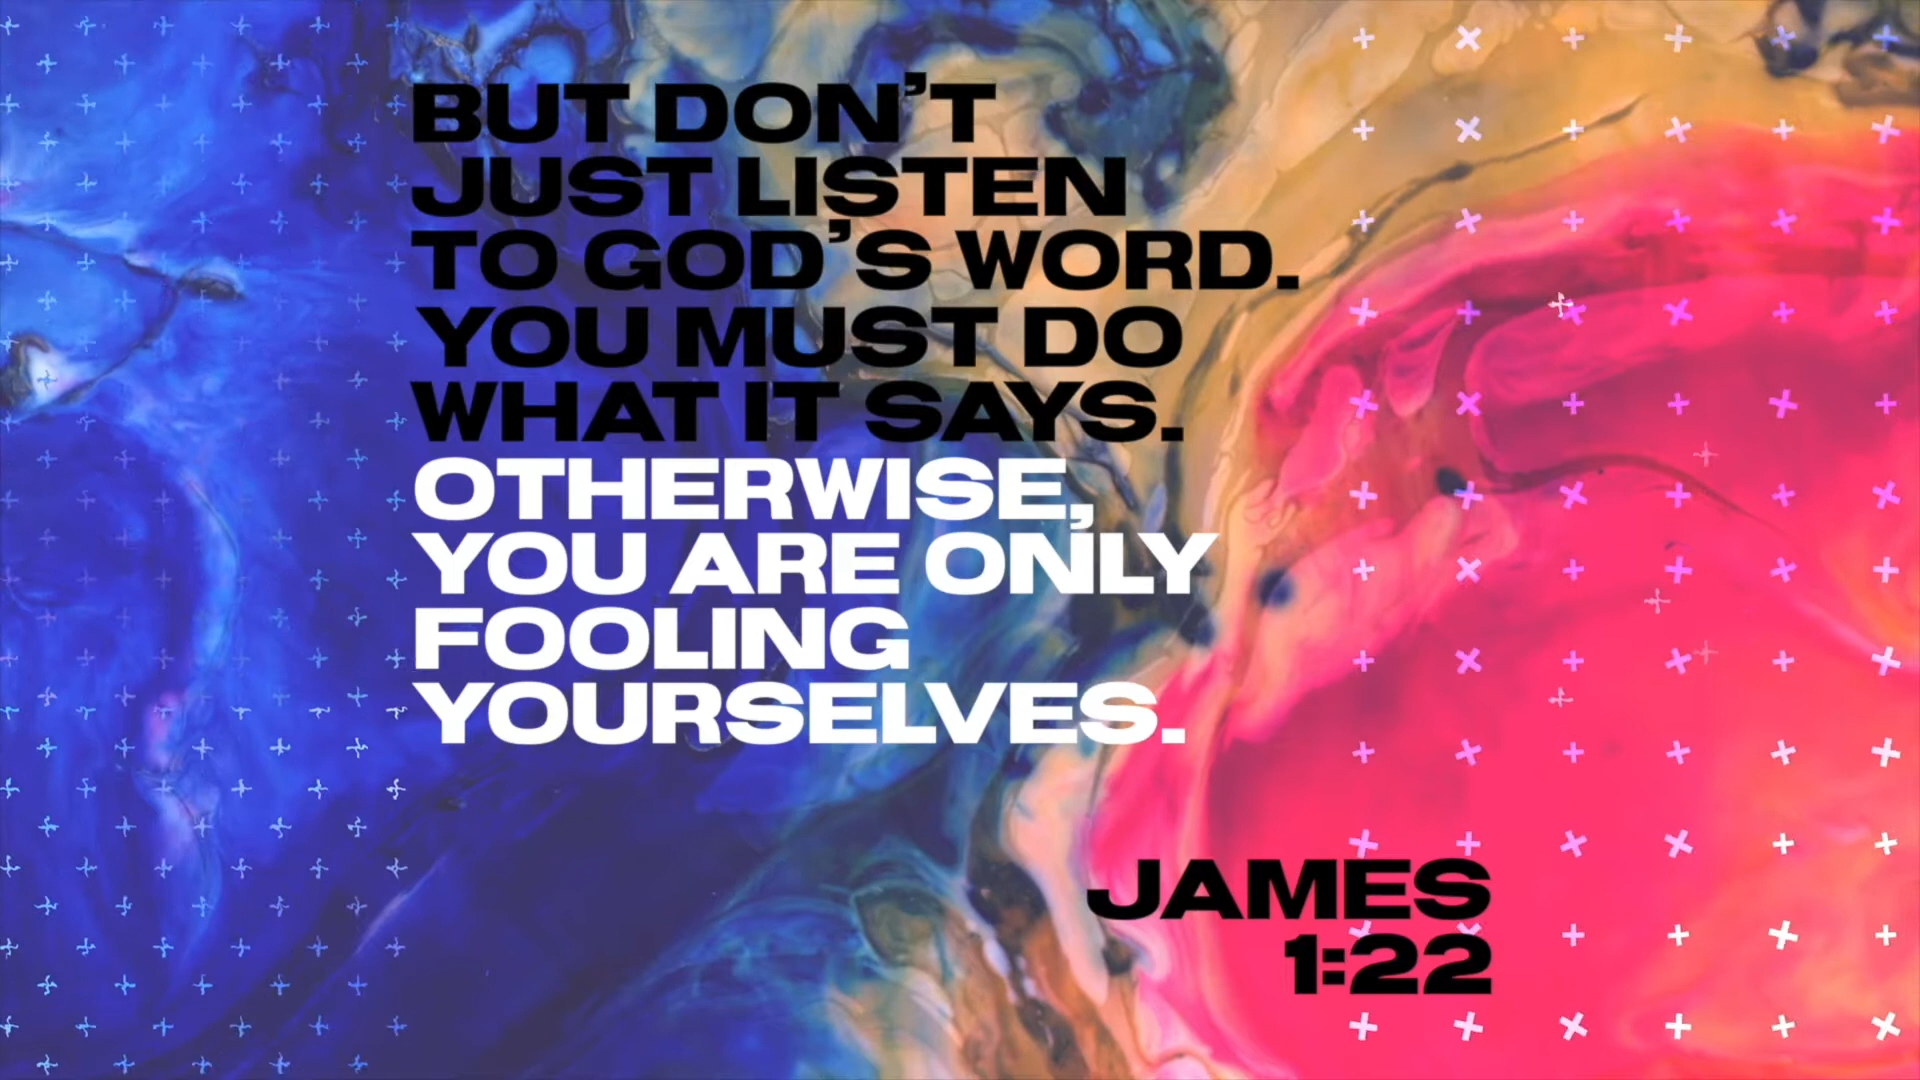 BUT DON'T
JUST LISTEN
TO GOD'S WORD.
YOU MUST DO
WHAT IT SAYS.
OTHERWISE,
YOU ARE ONLY
FOOLING
YOURSELVES.
JAMES
1:22